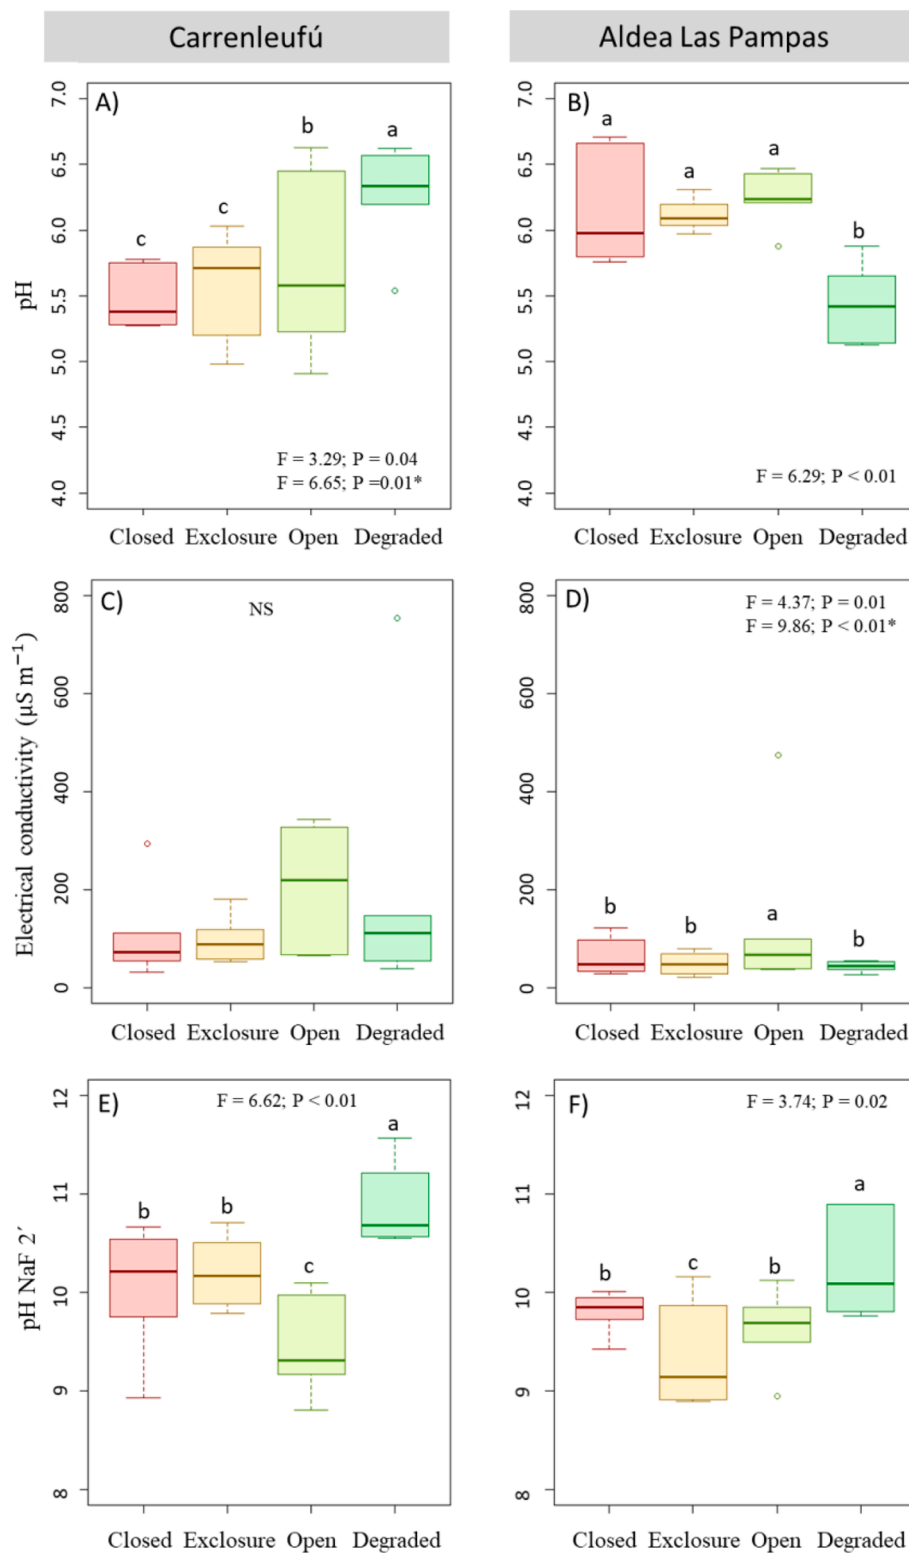 Carrenleufú
Aldea Las Pampas
A)
c
c
b
a
F = 3.29; P = 0.04
F = 6.65; P =0.01*
pH
7.0
6.5
6.0
5.5
5.0
4.5
4.0
Closed Exclosure Open Degraded
B)
a
a
a
b
F = 6.29; P < 0.01
7.0
6.5
6.0
5.5
5.0
4.5
4.0
Closed Exclosure Open Degraded
C)
NS
Electrical conductivity (µS m⁻¹)
800
600
400
200
0
Closed Exclosure Open Degraded
D)
F = 4.37; P = 0.01
F = 9.86; P < 0.01*
b
b
a
b
800
600
400
200
0
Closed Exclosure Open Degraded
E)
F = 6.62; P < 0.01
b
b
c
a
pH NaF 2´
12
11
10
9
8
Closed Exclosure Open Degraded
F)
F = 3.74; P = 0.02
b
c
b
a
12
11
10
9
8
Closed Exclosure Open Degraded